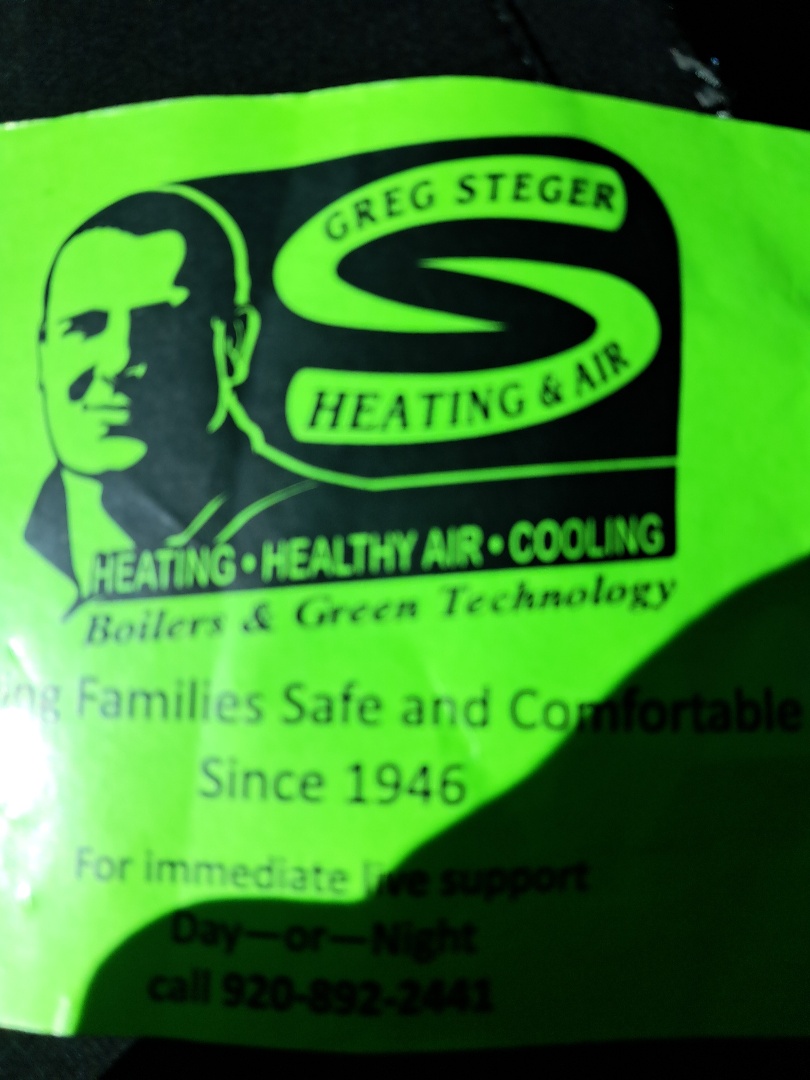 GREG STEGER
HEATING & AIR
HEATING • HEALTHY AIR • COOLING
Boilers & Green Technology
ing Families Safe and Comfortable
Since 1946
For immediate live support
Day—or—Night
call 920-892-2441